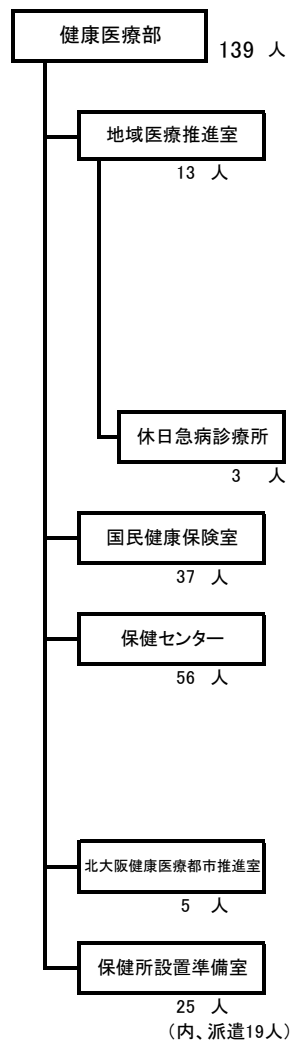 健康医療部
139 人
地域医療推進室
13 人
休日急病診療所
3 人
国民健康保険室
37 人
保健センター
56 人
北大阪健康医療都市推進室
5 人
保健所設置準備室
25 人
（内、派遣19人）